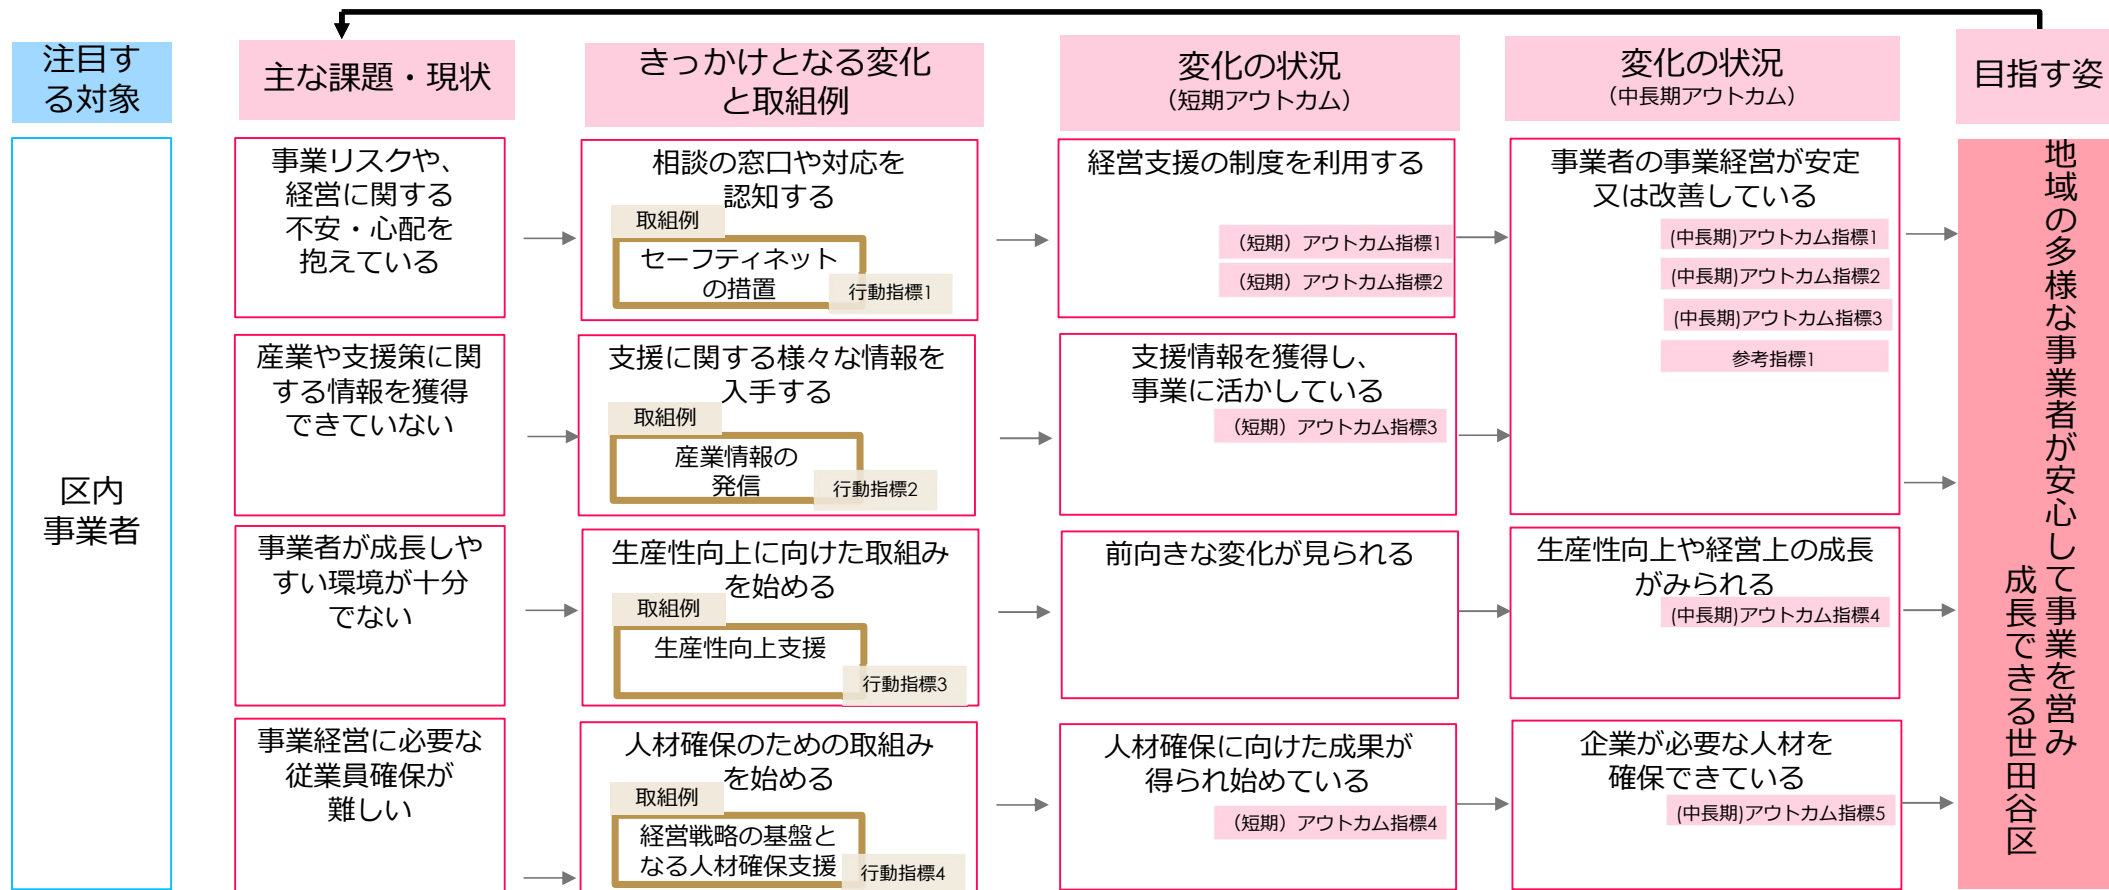 注目す
る対象
主な課題・現状
きっかけとなる変化
と取組例
変化の状況
（短期アウトカム）
変化の状況
（中長期アウトカム）
目指す姿
区内
事業者
事業リスクや、
経営に関する
不安・心配を
抱えている
相談の窓口や対応を
認知する
取組例
セーフティネット
の措置
行動指標1
経営支援の制度を利用する
（短期）アウトカム指標1
（短期）アウトカム指標2
事業者の事業経営が安定
又は改善している
(中長期)アウトカム指標1
(中長期)アウトカム指標2
(中長期)アウトカム指標3
参考指標1
産業や支援策に関
する情報を獲得
できていない
支援に関する様々な情報を
入手する
取組例
産業情報の
発信
行動指標2
支援情報を獲得し、
事業に活かしている
（短期）アウトカム指標3
事業者が成長しや
すい環境が十分
でない
生産性向上に向けた取組み
を始める
取組例
生産性向上支援
行動指標3
前向きな変化が見られる
生産性向上や経営上の成長
がみられる
(中長期)アウトカム指標4
事業経営に必要な
従業員確保が
難しい
人材確保のための取組み
を始める
取組例
経営戦略の基盤と
なる人材確保支援
行動指標4
人材確保に向けた成果が
得られ始めている
（短期）アウトカム指標4
企業が必要な人材を
確保できている
(中長期)アウトカム指標5
地域の多様な事業者が安心して事業を営み
成長できる世田谷区